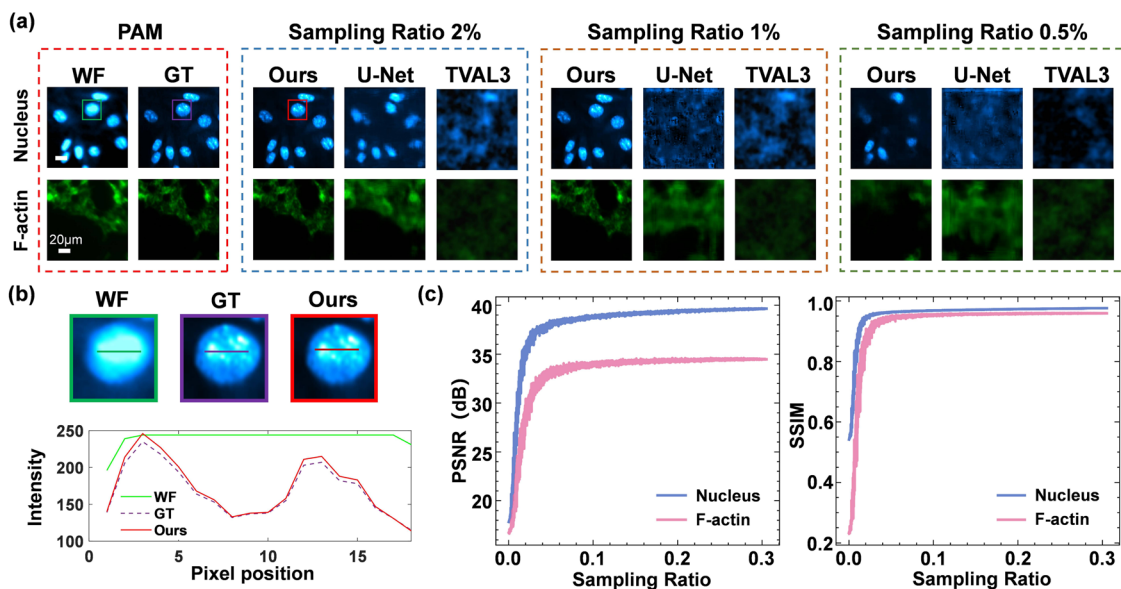 (a)
PAM
Sampling Ratio 2%
Sampling Ratio 1%
Sampling Ratio 0.5%
WF GT
Ours U-Net TVAL3
Ours U-Net TVAL3
Ours U-Net TVAL3
Nucleus
F-actin
20μm
(b)
WF GT Ours
Intensity
250
200
150
100
WF
GT
Ours
0 5 10 15
Pixel position
(c)
PSNR (dB)
40
35
30
25
20
Nucleus
F-actin
0.0 0.1 0.2 0.3
Sampling Ratio
SSIM
1.0
0.8
0.6
0.4
0.2
Nucleus
F-actin
0.0 0.1 0.2 0.3
Sampling Ratio